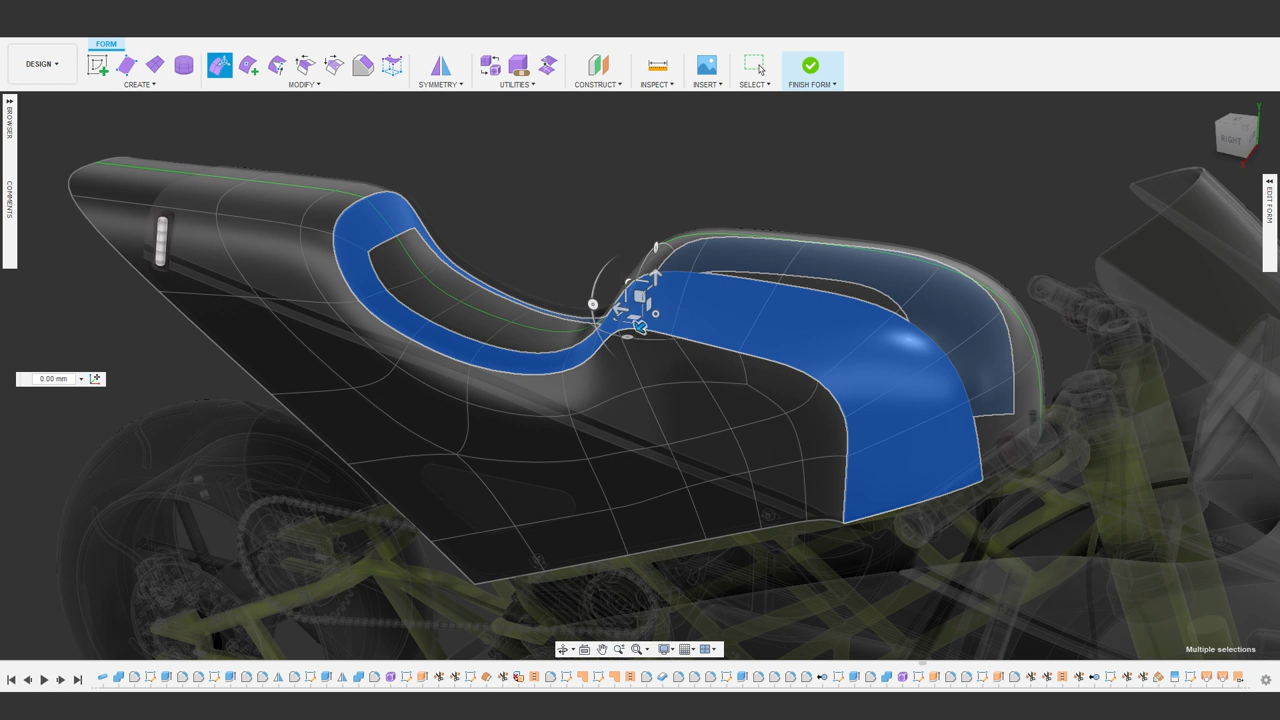 FORM
DESIGN
CREATE
MODIFY
SYMMETRY
UTILITIES
CONSTRUCT
INSPECT
INSERT
SELECT
FINISH FORM
BROWSER
COMMENTS
Y
RIGHT
X
EDIT FORM
0.00 mm
Multiple selections